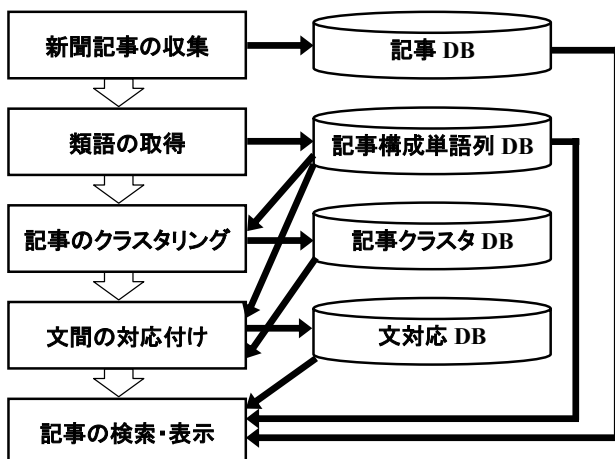 新聞記事の収集
記事 DB
類語の取得
記事構成単語列 DB
記事のクラスタリング
記事クラスタ DB
文間の対応付け
文対応 DB
記事の検索・表示